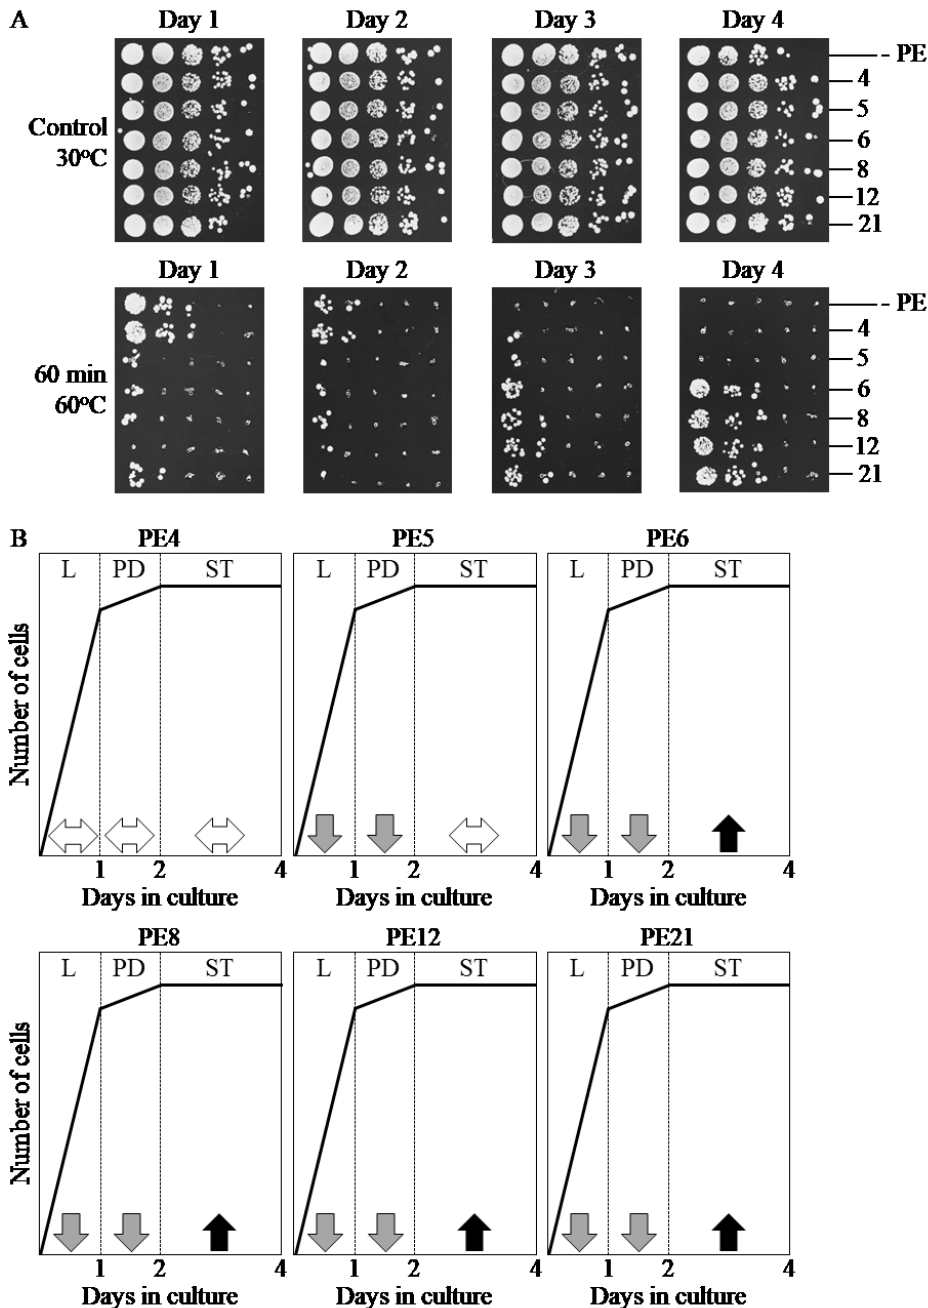 A
Day 1 Day 2 Day 3 Day 4
- PE
4
5
6
8
12
21
Control
30°C
Day 1 Day 2 Day 3 Day 4
- PE
4
5
6
8
12
21
60 min
60°C
B
PE4 PE5 PE6
L PD ST L PD ST L PD ST
Number of cells
1 2 4 1 2 4 1 2 4
Days in culture Days in culture Days in culture
PE8 PE12 PE21
L PD ST L PD ST L PD ST
Number of cells
1 2 4 1 2 4 1 2 4
Days in culture Days in culture Days in culture